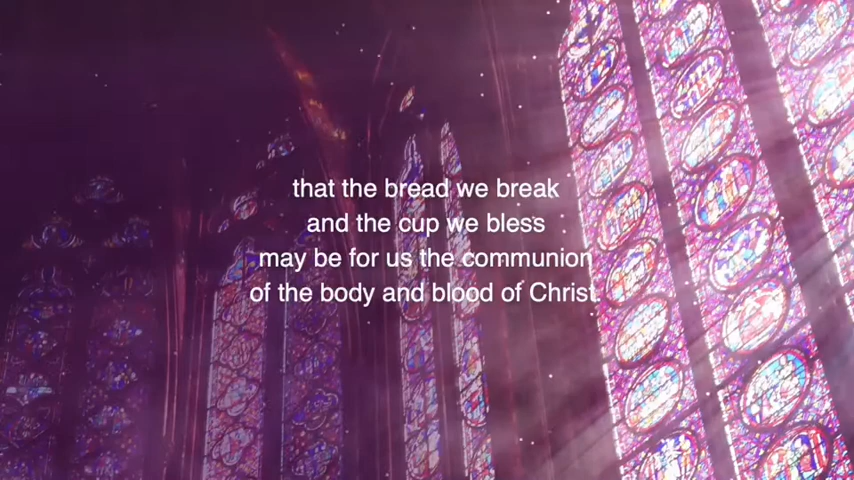 that the bread we break
and the cup we bless
may be for us the communion
of the body and blood of Christ.